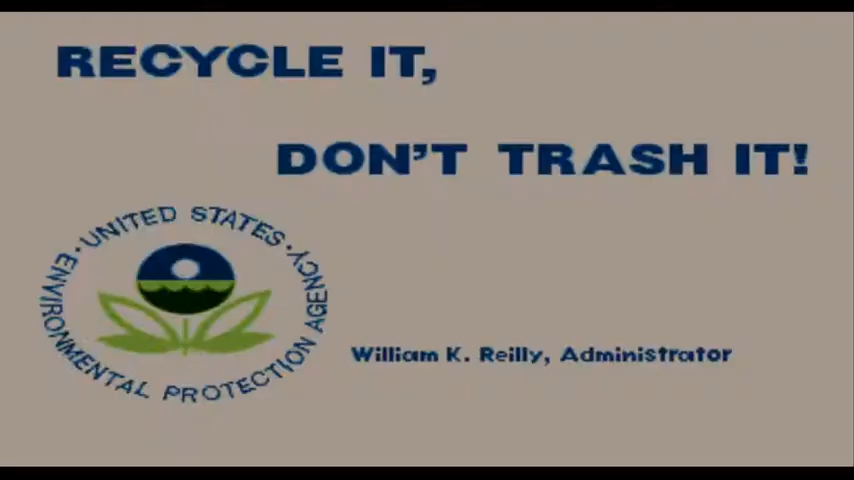 RECYCLE IT,
DON'T TRASH IT!
UNITED STATES
ENVIRONMENTAL PROTECTION AGENCY
William K. Reilly, Administrator